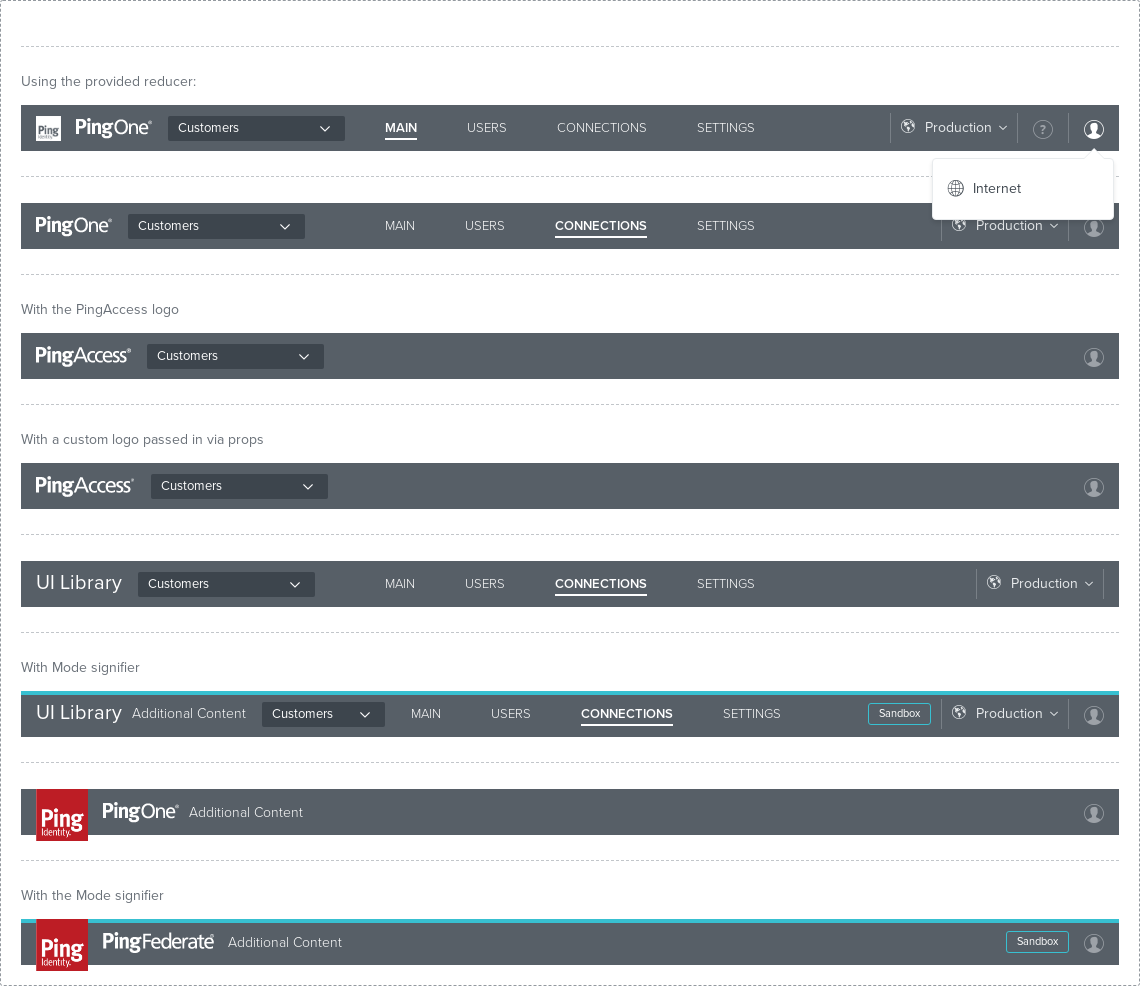 Using the provided reducer:
Ping Identity. PingOne® Customers MAIN USERS CONNECTIONS SETTINGS Production ?
Internet
PingOne® Customers MAIN USERS CONNECTIONS SETTINGS Production
With the PingAccess logo
PingAccess® Customers
With a custom logo passed in via props
PingAccess® Customers
UI Library Customers MAIN USERS CONNECTIONS SETTINGS Production
With Mode signifier
UI Library Additional Content Customers MAIN USERS CONNECTIONS SETTINGS Sandbox Production
Ping Identity. PingOne® Additional Content
With the Mode signifier
Ping Identity. PingFederate® Additional Content Sandbox